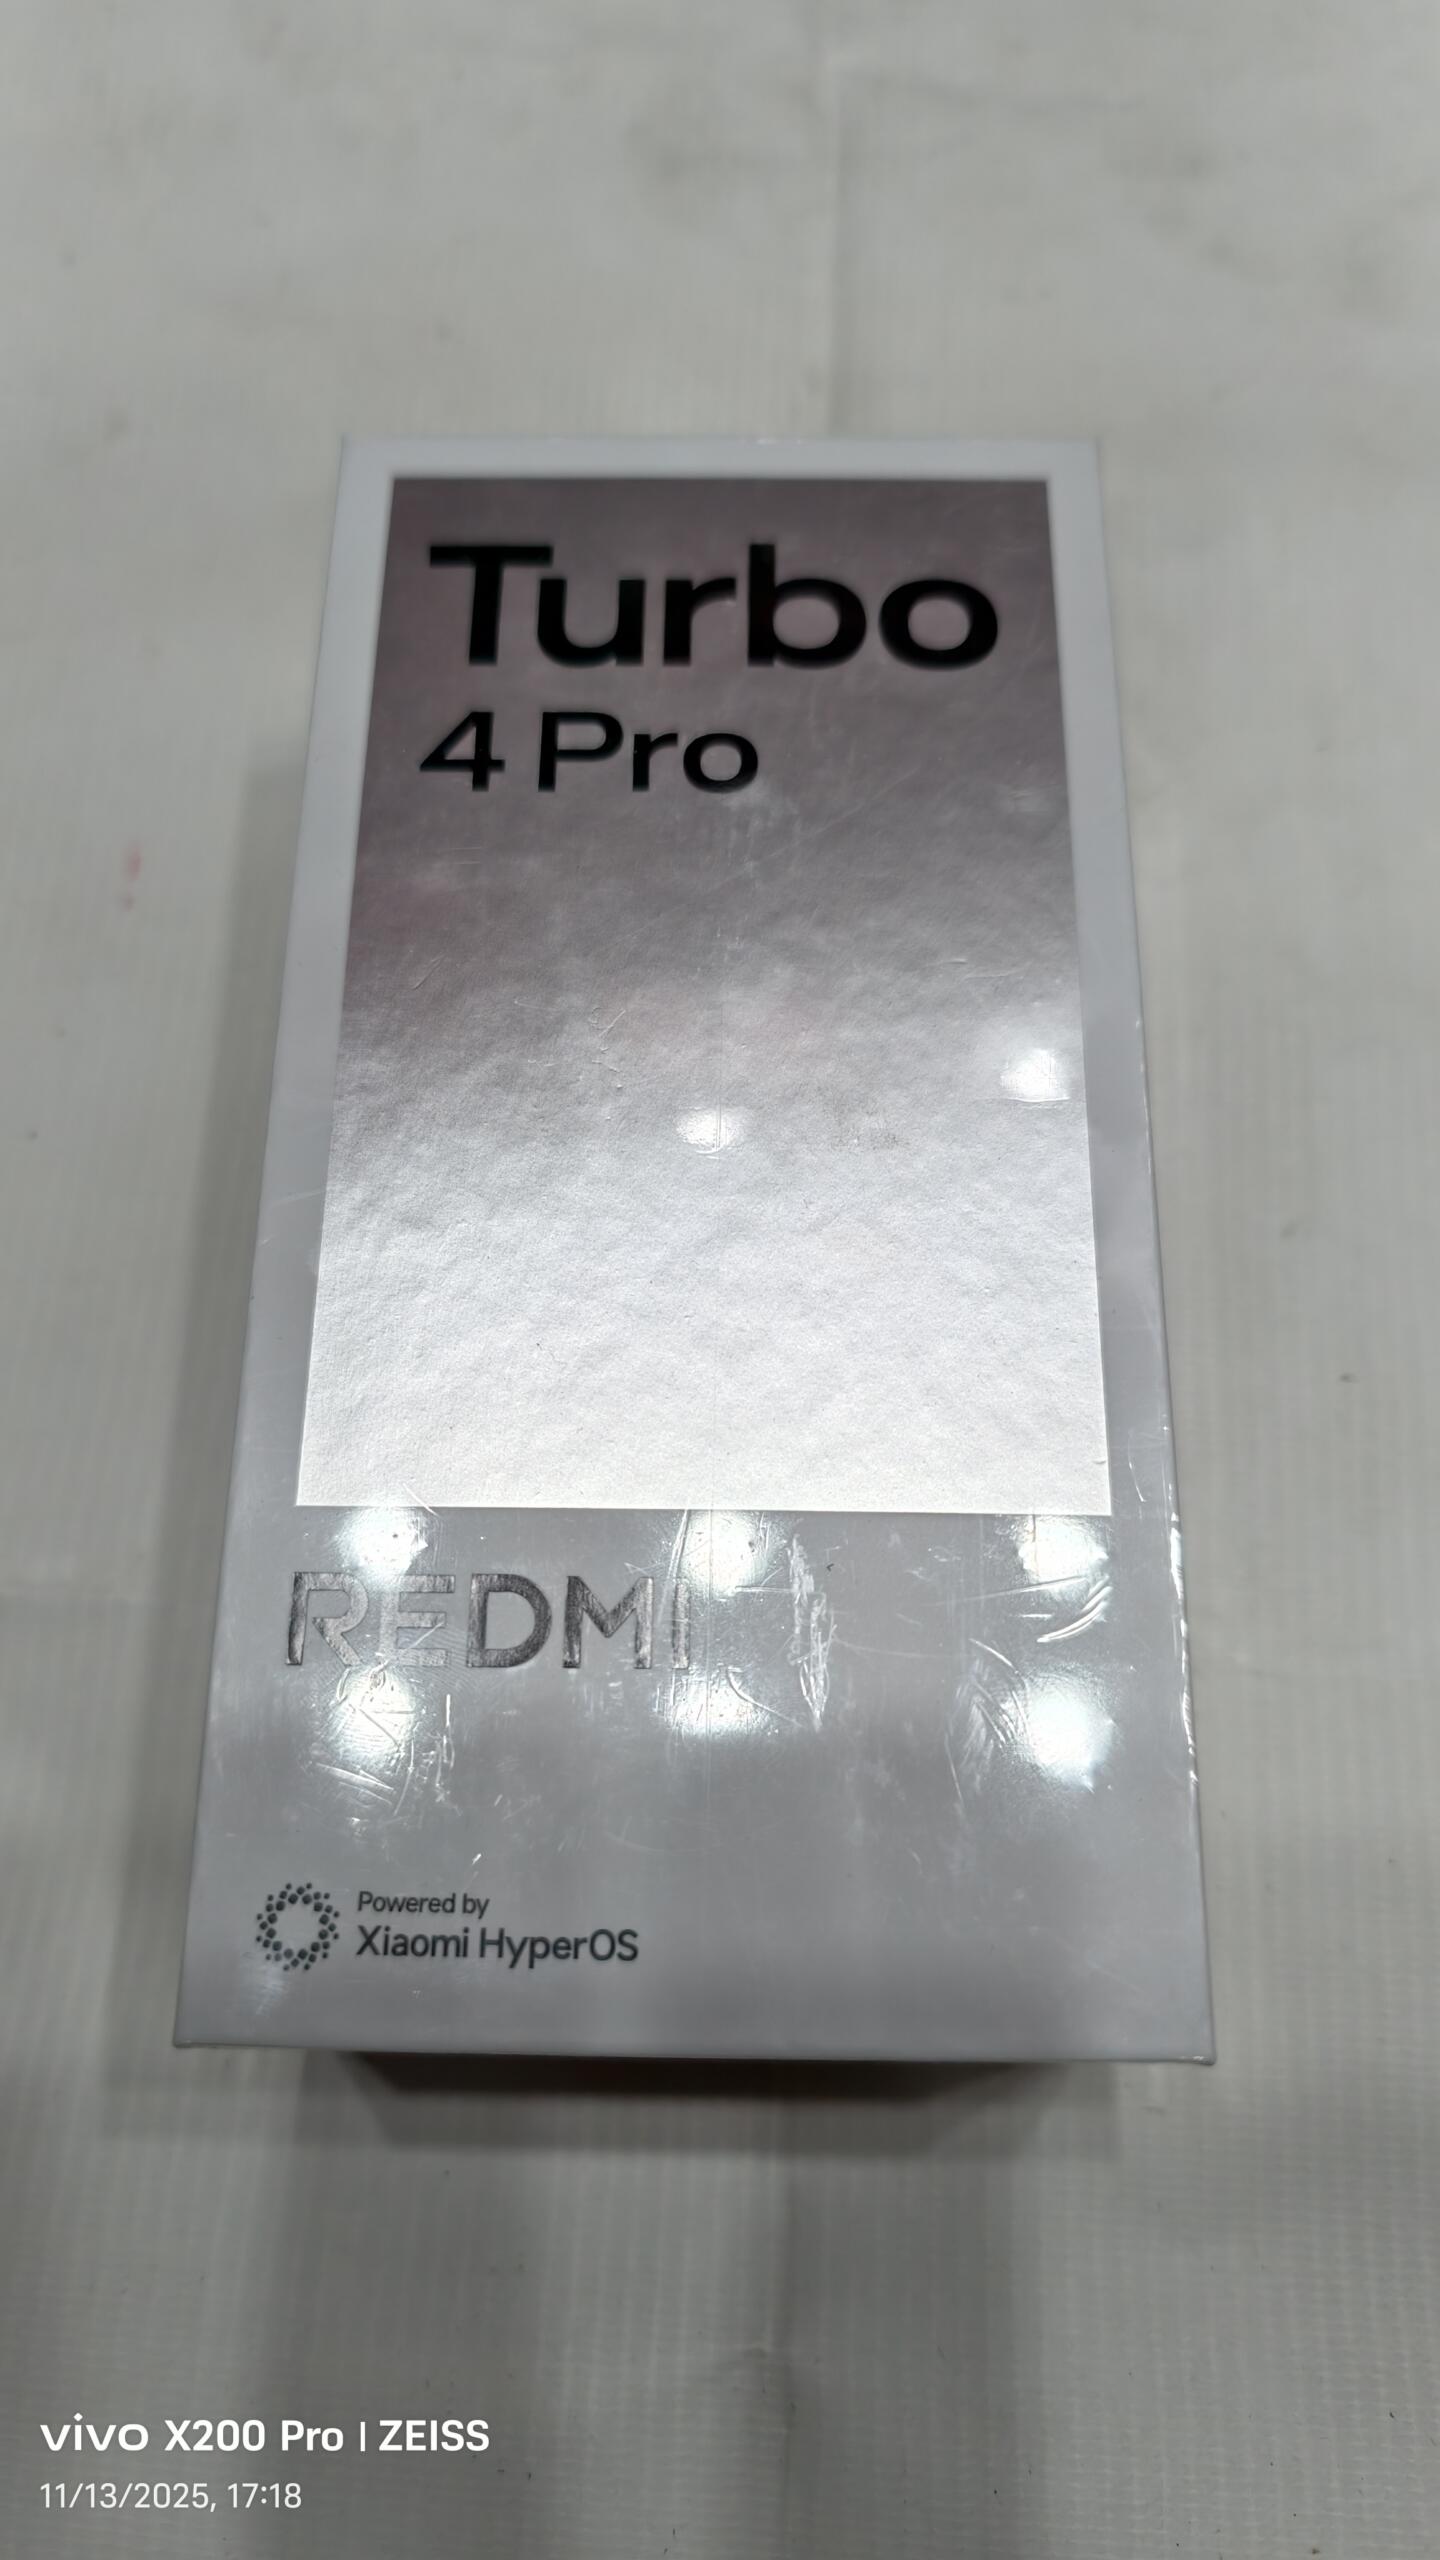 Turbo
4 Pro
REDMI
Powered by
Xiaomi HyperOS
vivo X200 Pro | ZEISS
11/13/2025, 17:18